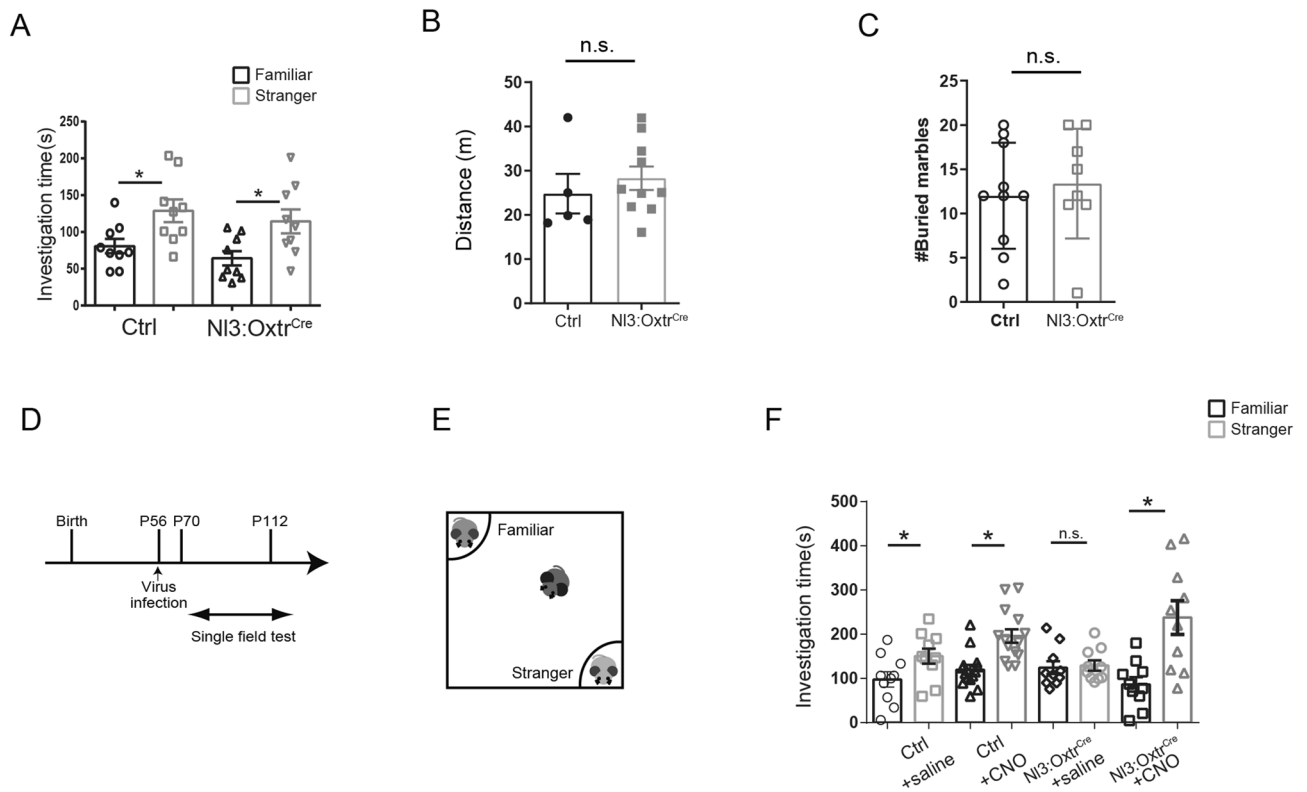 A
Familiar
Stranger
Investigation time(s)
250
200
150
100
50
0
*
*
Ctrl
Nl3:OxtrCre
B
n.s.
Distance (m)
50
40
30
20
10
0
Ctrl
Nl3:OxtrCre
C
n.s.
#Buried marbles
25
20
15
10
5
0
Ctrl
Nl3:OxtrCre
D
Birth
P56
P70
P112
Virus
infection
Single field test
E
Familiar
Stranger
F
Familiar
Stranger
Investigation time(s)
500
400
300
200
100
0
*
*
n.s.
*
Ctrl
+saline
Ctrl
+CNO
Nl3:OxtrCre
+saline
Nl3:OxtrCre
+CNO